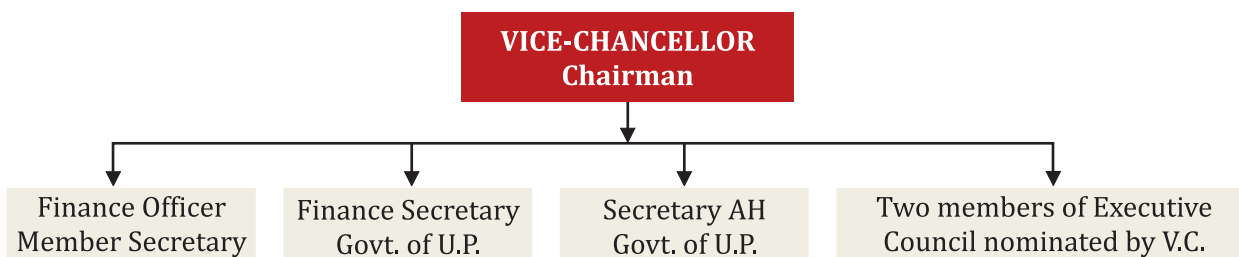 VICE-CHANCELLOR
Chairman
Finance Officer
Member Secretary
Finance Secretary
Govt. of U.P.
Secretary AH
Govt. of U.P.
Two members of Executive
Council nominated by V.C.